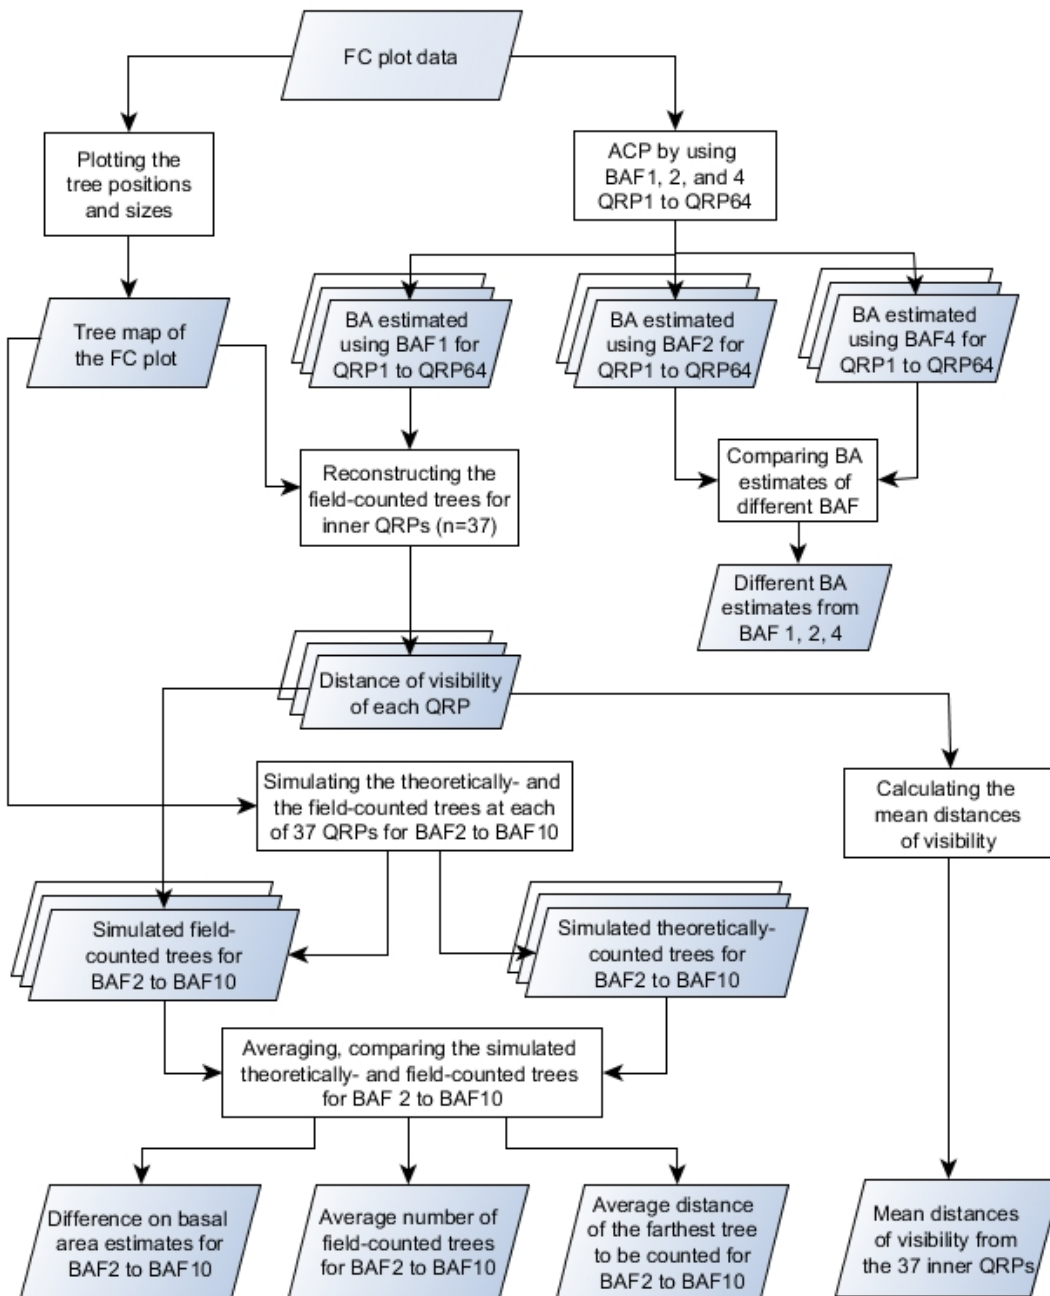 FC plot data
Plotting the
tree positions
and sizes
ACP by using
BAF1, 2, and 4
QRP1 to QRP64
Tree map of
the FC plot
BA estimated
using BAF1 for
QRP1 to QRP64
BA estimated
using BAF2 for
QRP1 to QRP64
BA estimated
using BAF4 for
QRP1 to QRP64
Reconstructing the
field-counted trees for
inner QRPs (n=37)
Comparing BA
estimates of
different BAF
Different BA
estimates from
BAF 1, 2, 4
Distance of visibility
of each QRP
Simulating the theoretically- and
the field-counted trees at each
of 37 QRPs for BAF2 to BAF10
Calculating the
mean distances
of visibility
Simulated field-
counted trees for
BAF2 to BAF10
Simulated theoretically-
counted trees for
BAF2 to BAF10
Averaging, comparing the simulated
theoretically- and field-counted trees
for BAF 2 to BAF10
Difference on basal
area estimates for
BAF2 to BAF10
Average number of
field-counted trees
for BAF2 to BAF10
Average distance
of the farthest tree
to be counted for
BAF2 to BAF10
Mean distances
of visibility from
the 37 inner QRPs